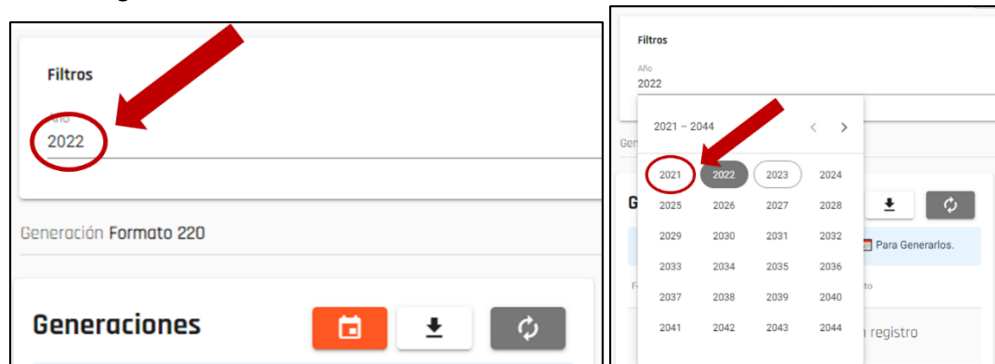 Filtros
Año
2022
Generación Formato 220
Generaciones
Filtros
Año
2022
2021 – 2044
Gen
2021 2022 2023 2024
G
2025 2026 2027 2028
2029 2030 2031 2032
Para Generarlos.
2033 2034 2035 2036
2037 2038 2039 2040
2041 2042 2043 2044
registro